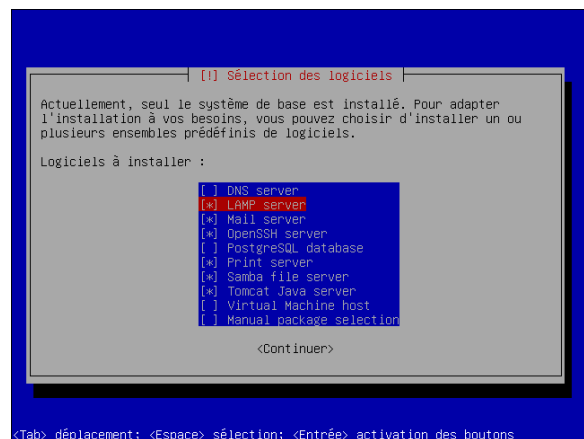 [!] Sélection des logiciels
Actuellement, seul le système de base est installé. Pour adapter
l'installation à vos besoins, vous pouvez choisir d'installer un ou
plusieurs ensembles prédéfinis de logiciels.
Logiciels à installer :
[ ] DNS server
[*] LAMP server
[*] Mail server
[*] OpenSSH server
[ ] PostgreSQL database
[*] Print server
[*] Samba file server
[*] Tomcat Java server
[ ] Virtual Machine host
[ ] Manual package selection
<Continuer>
<Tab> déplacement; <Espace> sélection; <Entrée> activation des boutons